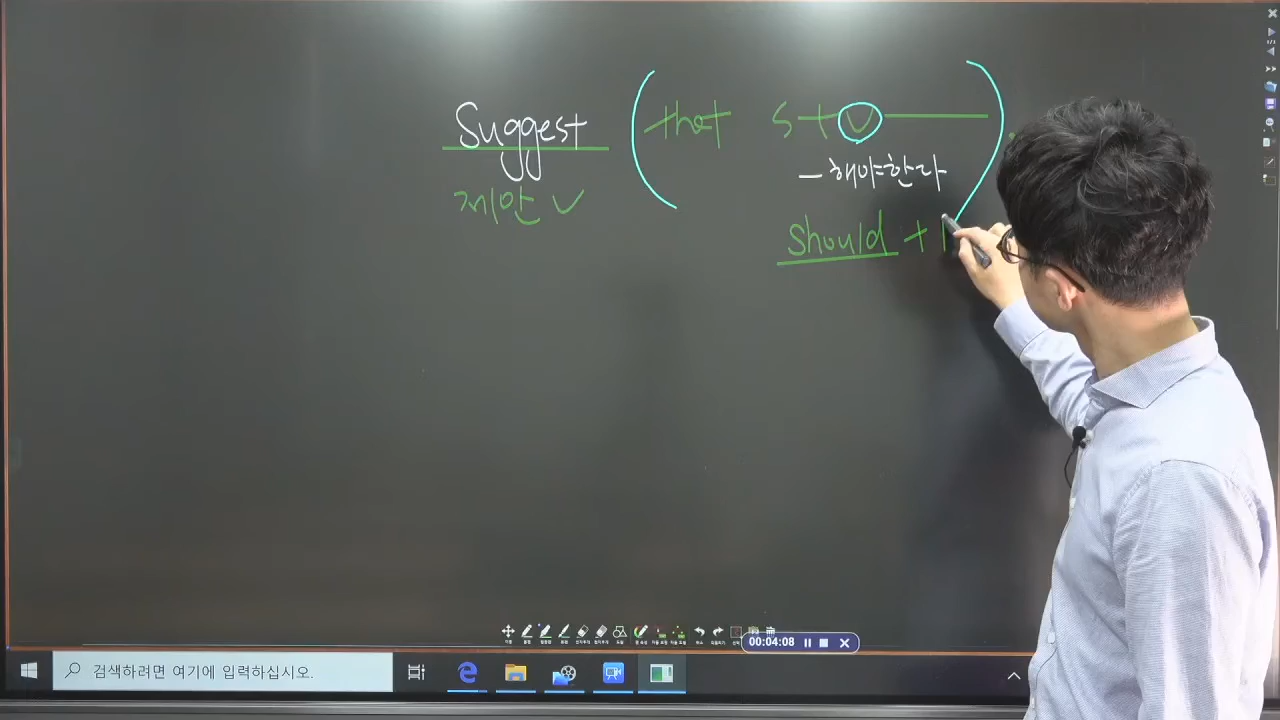 Suggest (that S+V
제안 V
-해야한다
should +
00:04:08
검색하려면 여기에 입력하십시오.